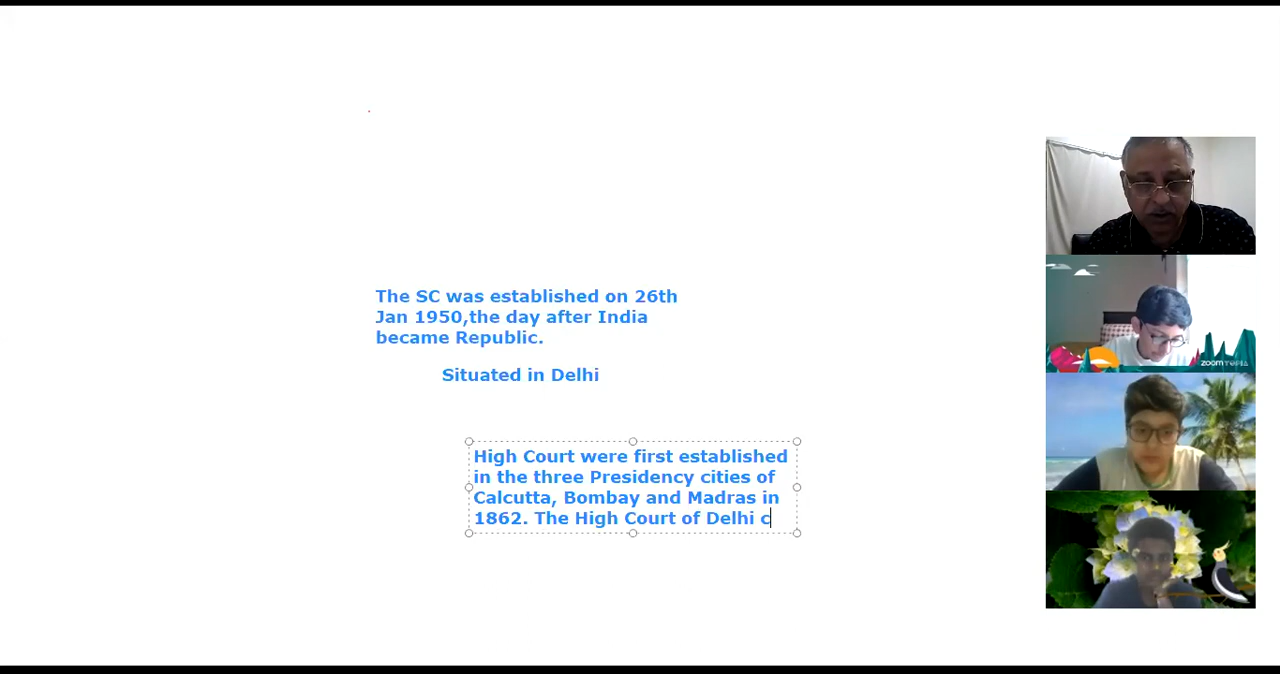 The SC was established on 26th
Jan 1950,the day after India
became Republic.
Situated in Delhi
High Court were first established
in the three Presidency cities of
Calcutta, Bombay and Madras in
1862. The High Court of Delhi c
zoomtopia